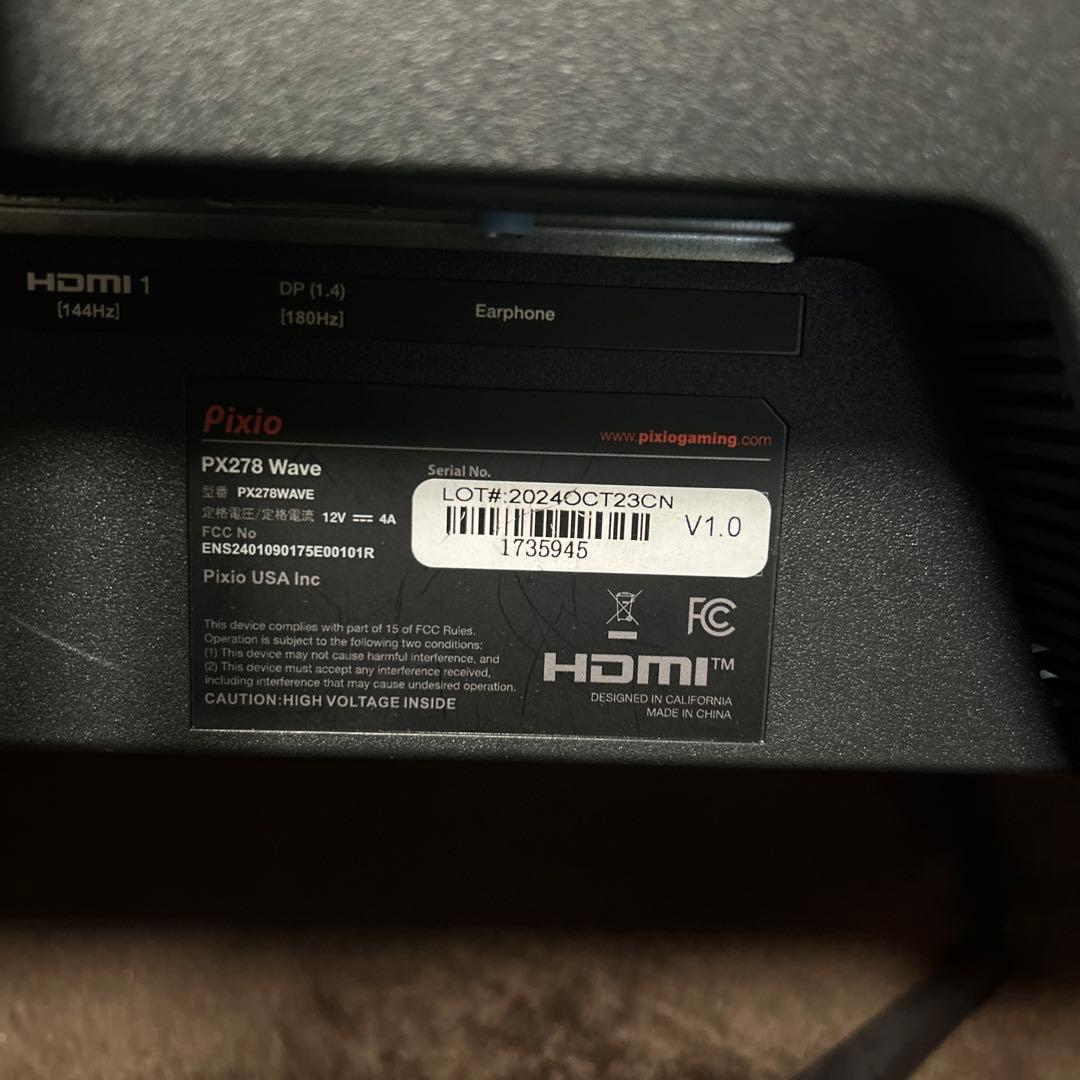 HDMI 1
[144Hz]
DP (1.4)
[180Hz]
Earphone
Pixio
www.pixiogaming.com
PX278 Wave
型番 PX278WAVE
定格電圧/定格電流 12V ⎓ 4A
FCC No
ENS2401090175E00101R
Pixio USA Inc
Serial No.
LOT#:2024OCT23CN
V1.0
1735945
This device complies with part of 15 of FCC Rules.
Operation is subject to the following two conditions:
(1) This device may not cause harmful interference, and
(2) This device must accept any interference received,
including interference that may cause undesired operation.
CAUTION:HIGH VOLTAGE INSIDE
FC
HDMI™
DESIGNED IN CALIFORNIA
MADE IN CHINA